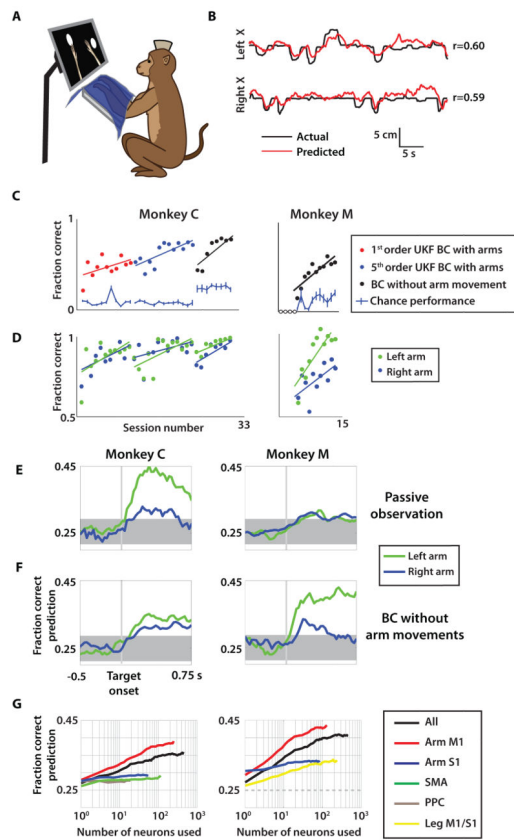 A
B
Left X
r=0.60
Right X
r=0.59
Actual
Predicted
5 cm
5 s
C
Monkey C
Monkey M
Fraction correct
1
0
1st order UKF BC with arms
5th order UKF BC with arms
BC without arm movement
Chance performance
D
Fraction correct
1
0.5
Left arm
Right arm
Session number
33
15
E
Monkey C
Monkey M
0.45
0.25
0.45
0.25
Passive
observation
Left arm
Right arm
F
Fraction correct
prediction
0.45
0.25
0.45
0.25
BC without
arm movements
-0.5
Target
onset
0.75 s
G
Fraction correct
prediction
0.45
0.25
0.45
0.25
100 101 102 103
100 101 102 103
Number of neurons used
Number of neurons used
All
Arm M1
Arm S1
SMA
PPC
Leg M1/S1